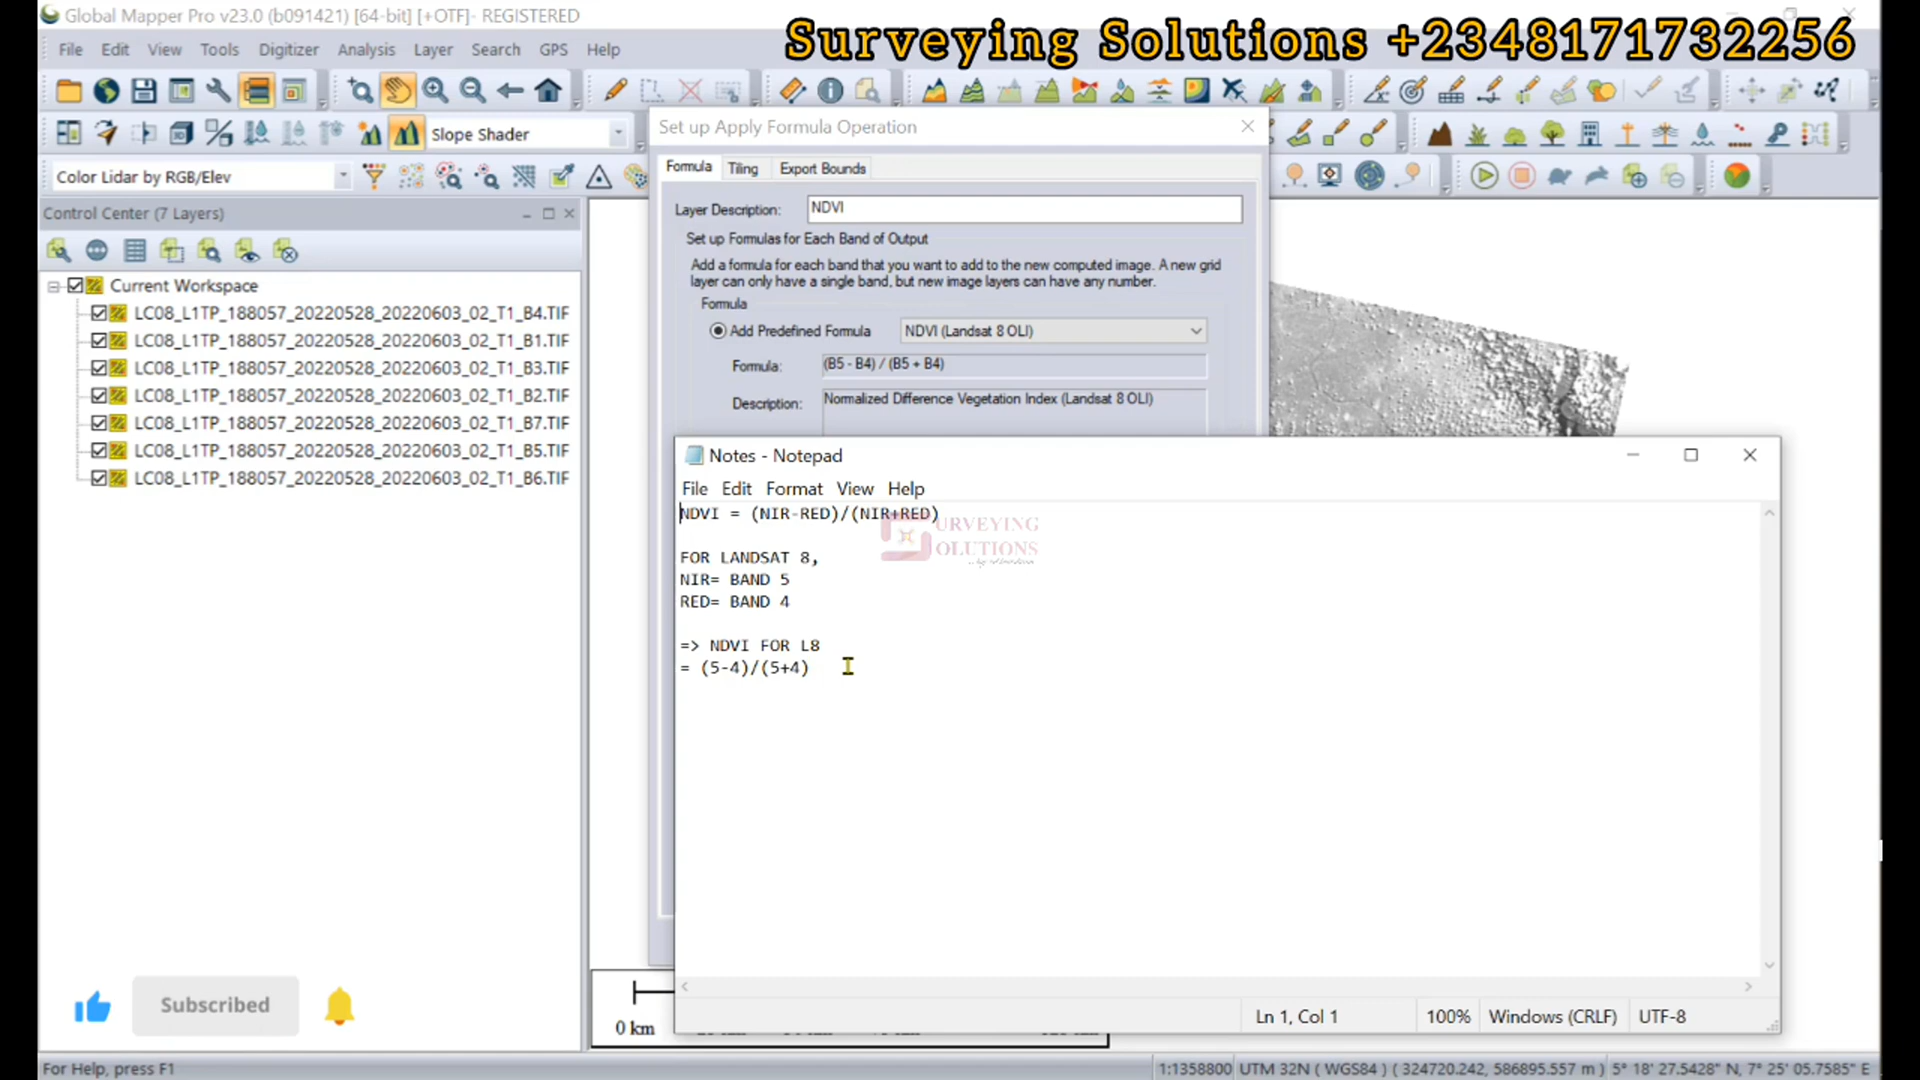 Global Mapper Pro v23.0 (b091421) [64-bit] [+OTF]- REGISTERED
Surveying Solutions +2348171732256
File Edit View Tools Digitizer Analysis Layer Search GPS Help
Slope Shader
Color Lidar by RGB/Elev
Control Center (7 Layers)
Current Workspace
LC08_L1TP_188057_20220528_20220603_02_T1_B4.TIF
LC08_L1TP_188057_20220528_20220603_02_T1_B1.TIF
LC08_L1TP_188057_20220528_20220603_02_T1_B3.TIF
LC08_L1TP_188057_20220528_20220603_02_T1_B2.TIF
LC08_L1TP_188057_20220528_20220603_02_T1_B7.TIF
LC08_L1TP_188057_20220528_20220603_02_T1_B5.TIF
LC08_L1TP_188057_20220528_20220603_02_T1_B6.TIF
Set up Apply Formula Operation
Formula Tiling Export Bounds
Layer Description: NDVI
Set up Formulas for Each Band of Output
Add a formula for each band that you want to add to the new computed image. A new grid
layer can only have a single band, but new image layers can have any number.
Formula
Add Predefined Formula NDVI (Landsat 8 OLI)
Formula: (B5 - B4) / (B5 + B4)
Description: Normalized Difference Vegetation Index (Landsat 8 OLI)
Notes - Notepad
File Edit Format View Help
NDVI = (NIR-RED)/(NIR+RED)
FOR LANDSAT 8,
NIR= BAND 5
RED= BAND 4
=> NDVI FOR L8
= (5-4)/(5+4)
URVEYING
OLUTIONS
Ln 1, Col 1 100% Windows (CRLF) UTF-8
Subscribed
0 km
For Help, press F1
1:1358800 UTM 32N ( WGS84 ) ( 324720.242, 586895.557 m ) 5° 18' 27.5428" N, 7° 25' 05.7585" E